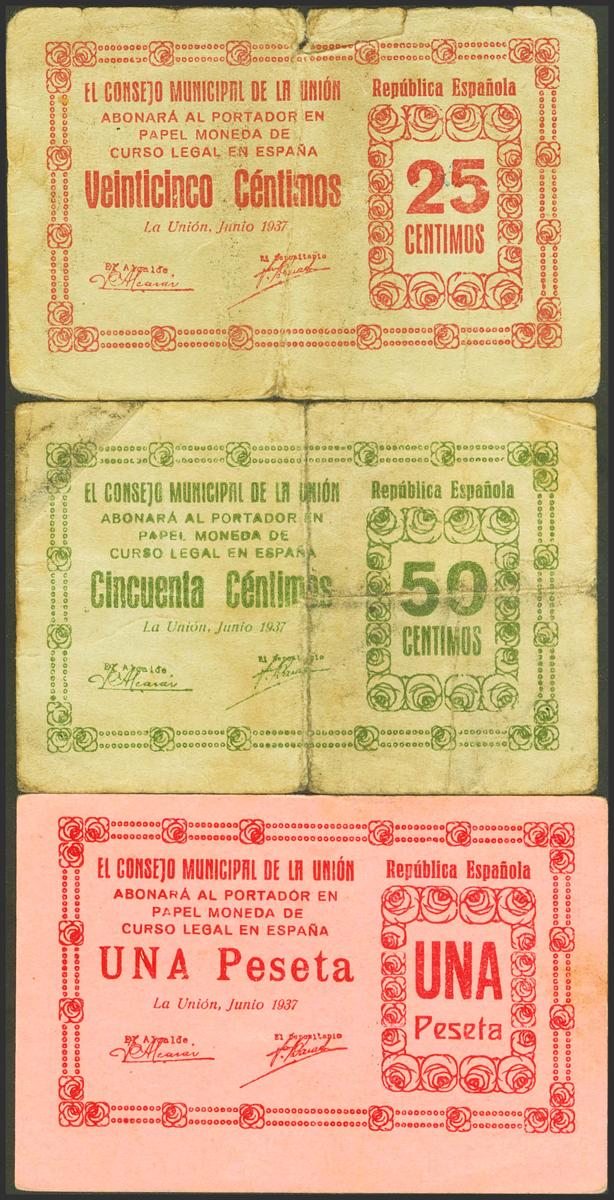 EL CONSEJO MUNICIPAL DE LA UNIÓN
ABONARÁ AL PORTADOR EN
PAPEL MONEDA DE
CURSO LEGAL EN ESPAÑA
Veinticinco Céntimos
La Unión, Junio 1937
El Alcalde
El Depositario
República Española
25
CENTIMOS
EL CONSEJO MUNICIPAL DE LA UNIÓN
ABONARÁ AL PORTADOR EN
PAPEL MONEDA DE
CURSO LEGAL EN ESPAÑA
Cincuenta Céntimos
La Unión, Junio 1937
El Alcalde
El Depositario
República Española
50
CENTIMOS
EL CONSEJO MUNICIPAL DE LA UNIÓN
ABONARÁ AL PORTADOR EN
PAPEL MONEDA DE
CURSO LEGAL EN ESPAÑA
UNA Peseta
La Unión, Junio 1937
El Alcalde
El Depositario
República Española
UNA
Peseta